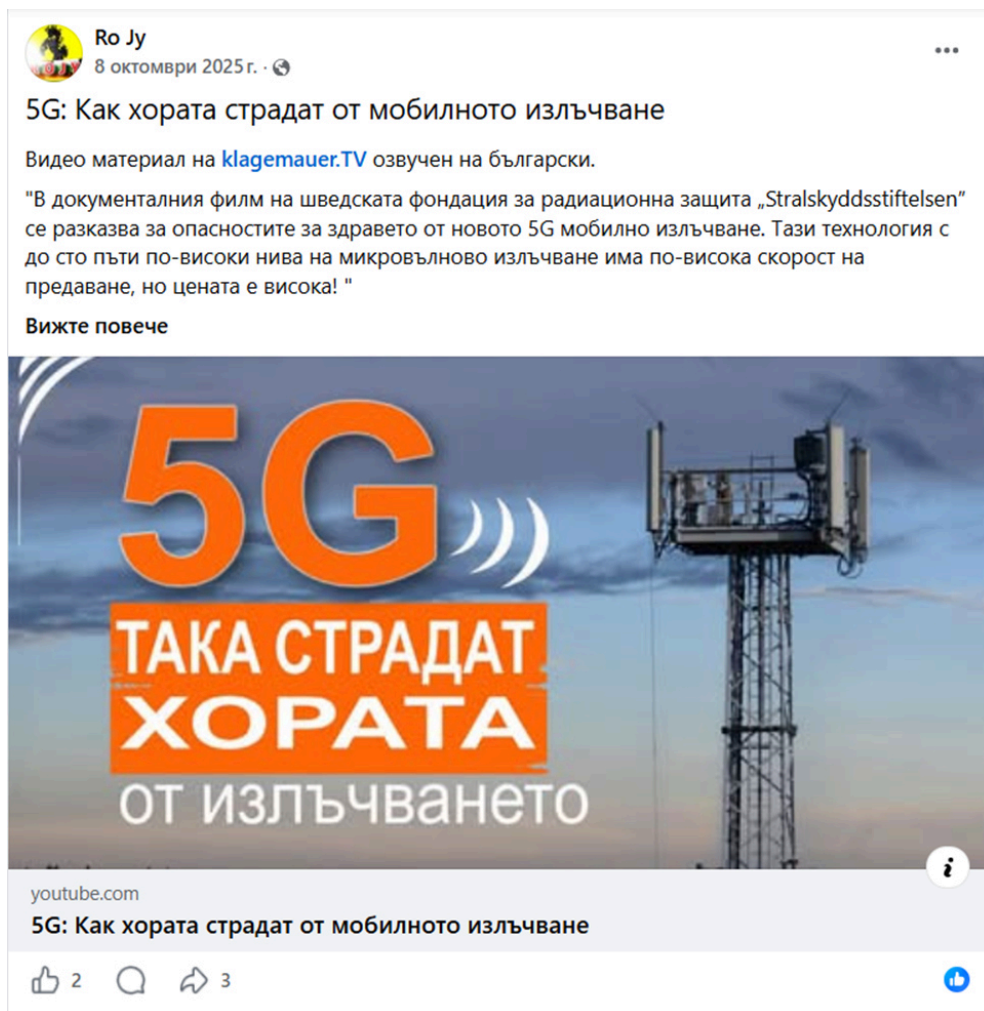 Ro Jy
8 октомври 2025 г. ·
5G: Как хората страдат от мобилното излъчване
Видео материал на klagemauer.TV озвучен на български.
"В документалния филм на шведската фондация за радиационна защита „Stralskyddsstiftelsen”
се разказва за опасностите за здравето от новото 5G мобилно излъчване. Тази технология с
до сто пъти по-високи нива на микровълново излъчване има по-висока скорост на
предаване, но цената е висока! "
Вижте повече
5G
ТАКА СТРАДАТ
ХОРАТА
от излъчването
youtube.com
5G: Как хората страдат от мобилното излъчване
2
3